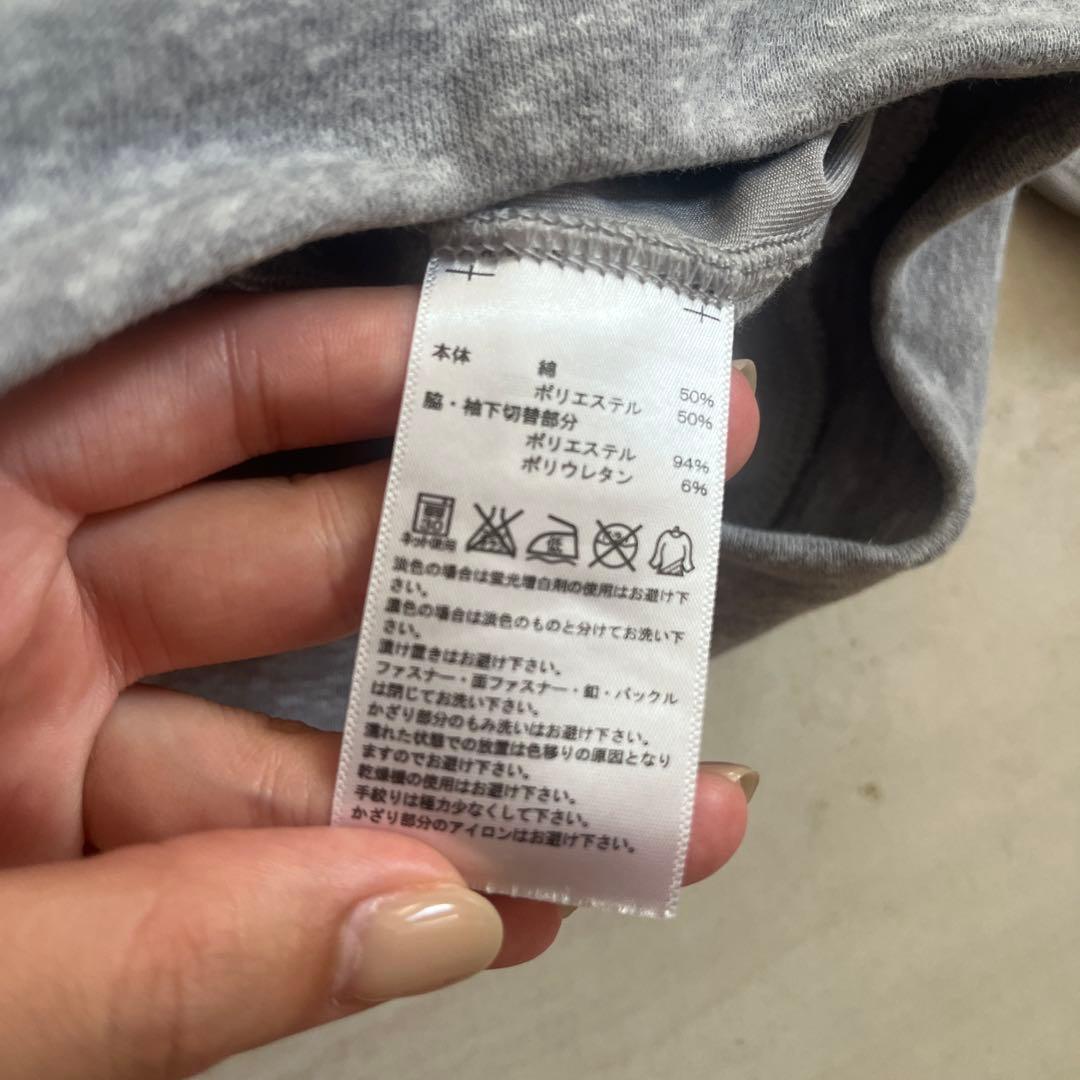 本体 綿 50%
ポリエステル 50%
脇・袖下切替部分
ポリエステル 94%
ポリウレタン 6%
30 低
ネット使用
淡色の場合は蛍光増白剤の使用はお避け下
さい。
濃色の場合は淡色のものと分けてお洗い下
さい。
漬け置きはお避け下さい。
ファスナー・面ファスナー・釦・バックル
は閉じてお洗い下さい。
かざり部分のもみ洗いはお避け下さい。
濡れた状態での放置は色移りの原因となり
ますのでお避け下さい。
乾燥機の使用はお避け下さい。
手絞りは極力少なくして下さい。
かざり部分のアイロンはお避け下さい。